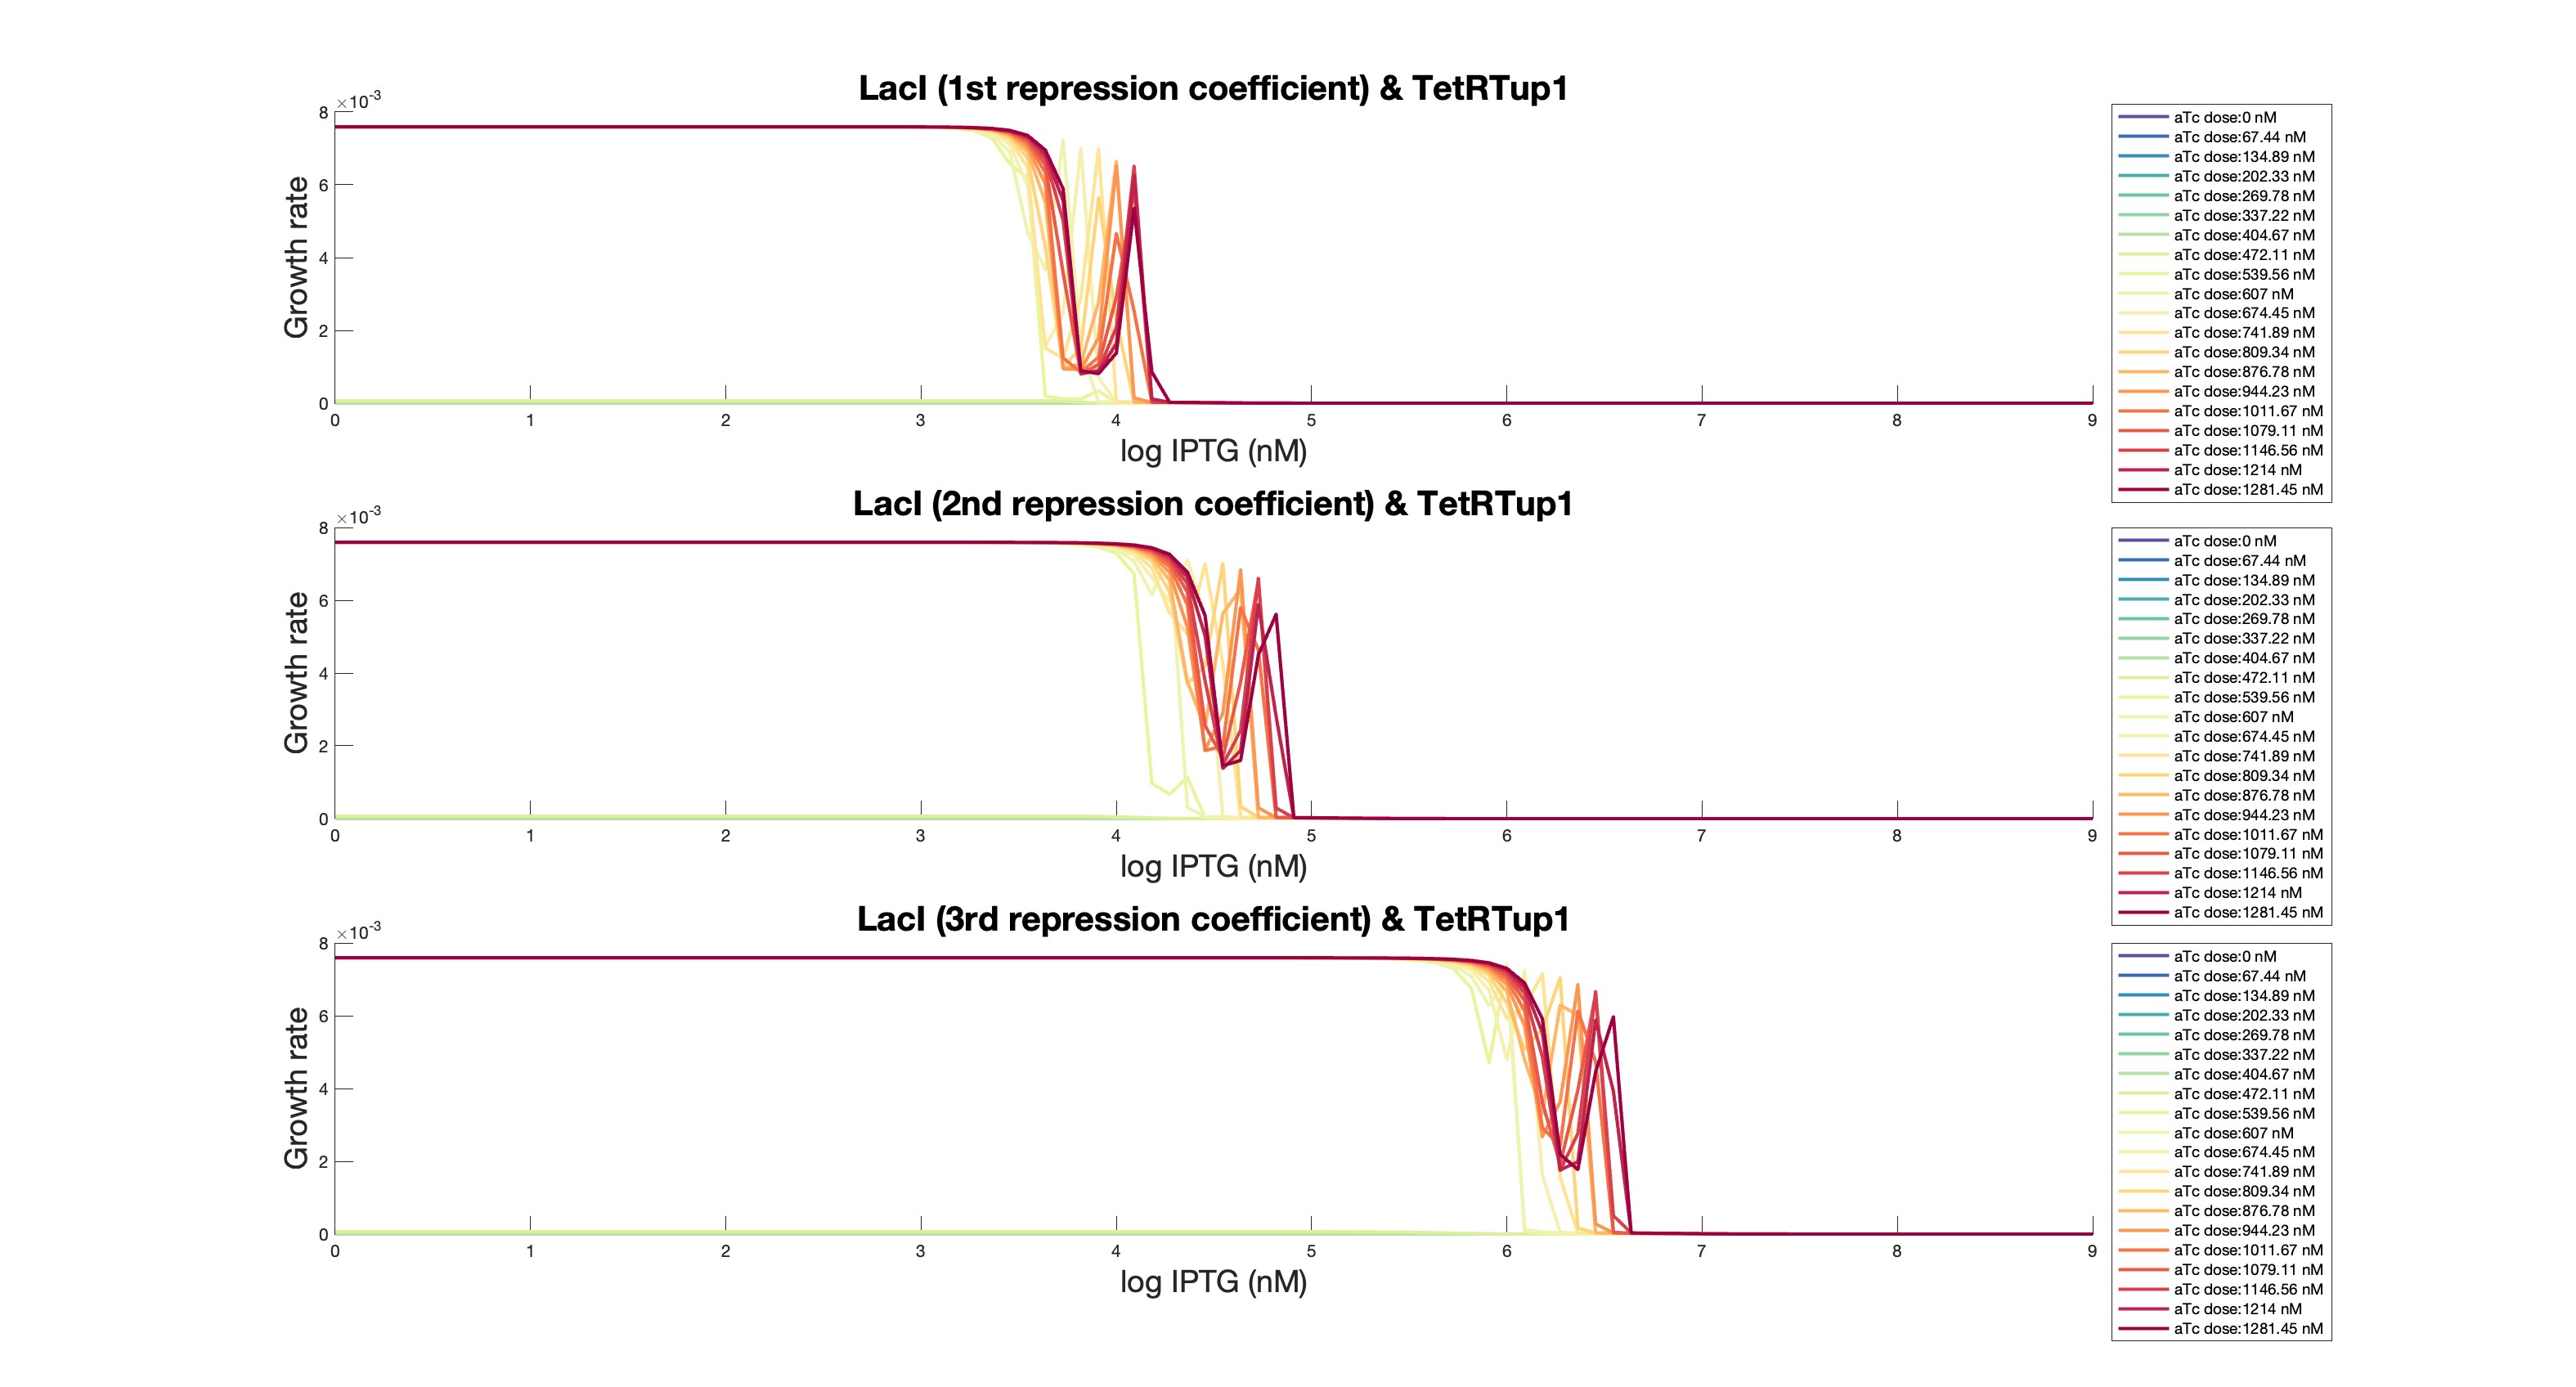 LacI (1st repression coefficient) & TetRTup1
×10-3
8
6
4
2
0
Growth rate
0 1 2 3 4 5 6 7 8 9
log IPTG (nM)
aTc dose:0 nM
aTc dose:67.44 nM
aTc dose:134.89 nM
aTc dose:202.33 nM
aTc dose:269.78 nM
aTc dose:337.22 nM
aTc dose:404.67 nM
aTc dose:472.11 nM
aTc dose:539.56 nM
aTc dose:607 nM
aTc dose:674.45 nM
aTc dose:741.89 nM
aTc dose:809.34 nM
aTc dose:876.78 nM
aTc dose:944.23 nM
aTc dose:1011.67 nM
aTc dose:1079.11 nM
aTc dose:1146.56 nM
aTc dose:1214 nM
aTc dose:1281.45 nM
LacI (2nd repression coefficient) & TetRTup1
×10-3
8
6
4
2
0
Growth rate
0 1 2 3 4 5 6 7 8 9
log IPTG (nM)
aTc dose:0 nM
aTc dose:67.44 nM
aTc dose:134.89 nM
aTc dose:202.33 nM
aTc dose:269.78 nM
aTc dose:337.22 nM
aTc dose:404.67 nM
aTc dose:472.11 nM
aTc dose:539.56 nM
aTc dose:607 nM
aTc dose:674.45 nM
aTc dose:741.89 nM
aTc dose:809.34 nM
aTc dose:876.78 nM
aTc dose:944.23 nM
aTc dose:1011.67 nM
aTc dose:1079.11 nM
aTc dose:1146.56 nM
aTc dose:1214 nM
aTc dose:1281.45 nM
LacI (3rd repression coefficient) & TetRTup1
×10-3
8
6
4
2
0
Growth rate
0 1 2 3 4 5 6 7 8 9
log IPTG (nM)
aTc dose:0 nM
aTc dose:67.44 nM
aTc dose:134.89 nM
aTc dose:202.33 nM
aTc dose:269.78 nM
aTc dose:337.22 nM
aTc dose:404.67 nM
aTc dose:472.11 nM
aTc dose:539.56 nM
aTc dose:607 nM
aTc dose:674.45 nM
aTc dose:741.89 nM
aTc dose:809.34 nM
aTc dose:876.78 nM
aTc dose:944.23 nM
aTc dose:1011.67 nM
aTc dose:1079.11 nM
aTc dose:1146.56 nM
aTc dose:1214 nM
aTc dose:1281.45 nM